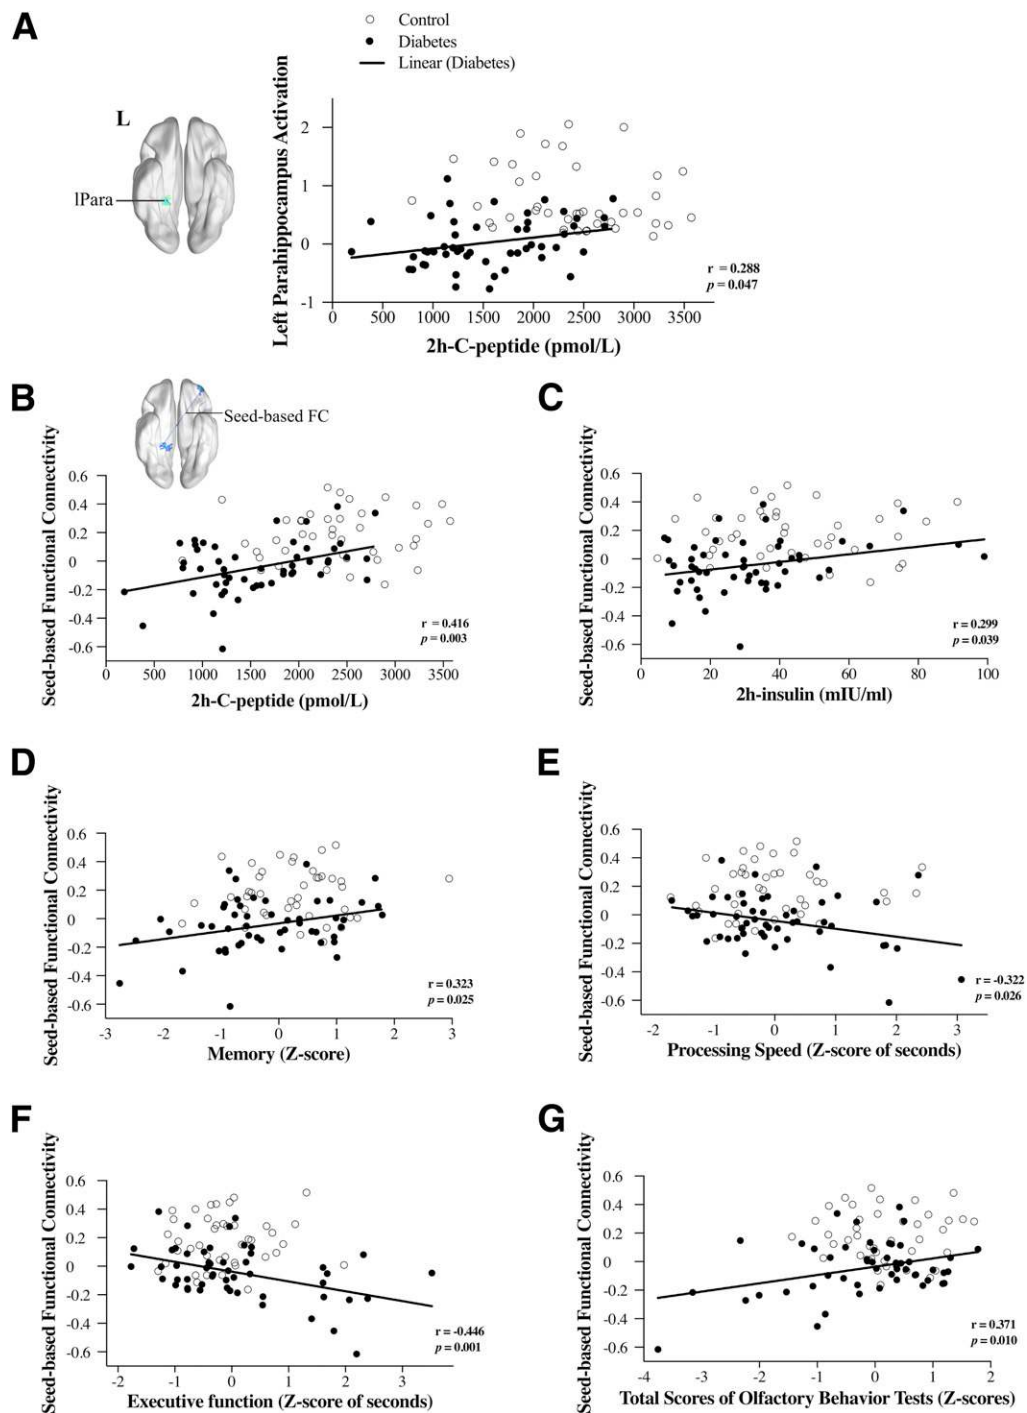 A
Control
Diabetes
Linear (Diabetes)
L
lPara
Left Parahippocampus Activation
2
1
0
-1
0 500 1000 1500 2000 2500 3000 3500
2h-C-peptide (pmol/L)
r = 0.288
p = 0.047
B
Seed-based FC
Seed-based Functional Connectivity
0.6
0.4
0.2
0
-0.2
-0.4
-0.6
0 500 1000 1500 2000 2500 3000 3500
2h-C-peptide (pmol/L)
r = 0.416
p = 0.003
C
Seed-based Functional Connectivity
0.6
0.4
0.2
0
-0.2
-0.4
-0.6
0 20 40 60 80 100
2h-insulin (mIU/ml)
r = 0.299
p = 0.039
D
Seed-based Functional Connectivity
0.6
0.4
0.2
0
-0.2
-0.4
-0.6
-3 -2 -1 0 1 2 3
Memory (Z-score)
r = 0.323
p = 0.025
E
Seed-based Functional Connectivity
0.6
0.4
0.2
0
-0.2
-0.4
-0.6
-2 -1 0 1 2 3
Processing Speed (Z-score of seconds)
r = -0.322
p = 0.026
F
Seed-based Functional Connectivity
0.6
0.4
0.2
0
-0.2
-0.4
-0.6
-2 -1 0 1 2 3
Executive function (Z-score of seconds)
r = -0.446
p = 0.001
G
Seed-based Functional Connectivity
0.6
0.4
0.2
0
-0.2
-0.4
-0.6
-4 -3 -2 -1 0 1 2
Total Scores of Olfactory Behavior Tests (Z-scores)
r = 0.371
p = 0.010